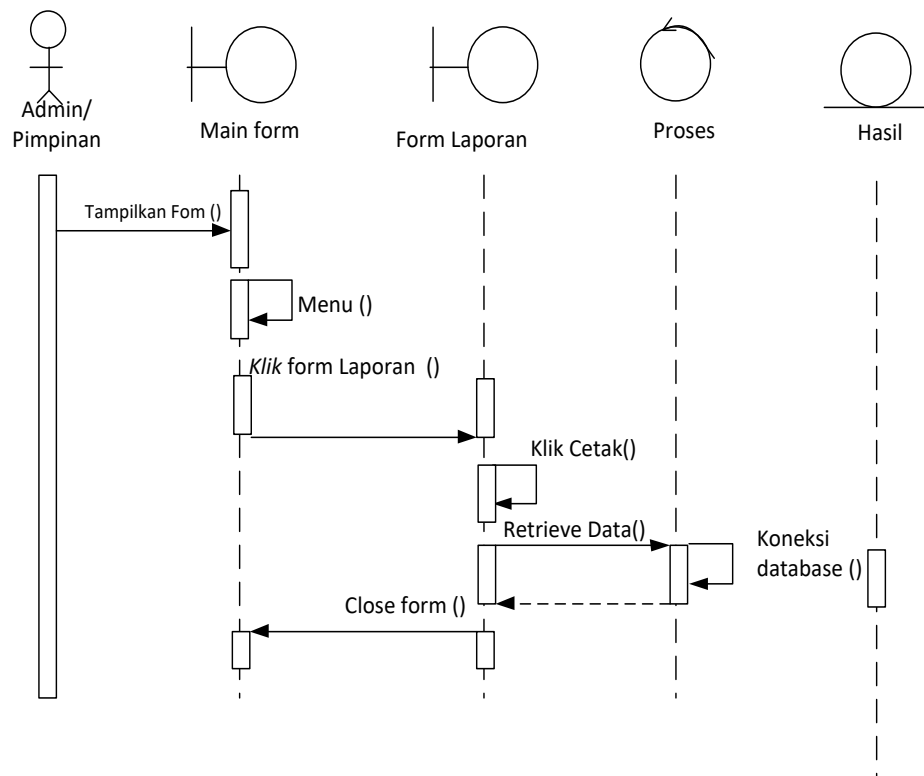 Admin/
Pimpinan
Main form
Form Laporan
Proses
Hasil
Tampilkan Fom ()
Menu ()
Klik form Laporan ()
Klik Cetak()
Retrieve Data()
Koneksi
database ()
Close form ()